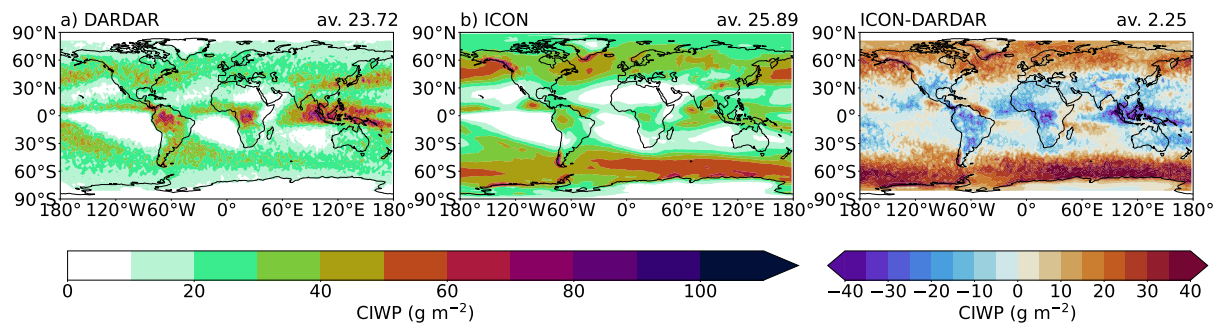 a) DARDAR av. 23.72
b) ICON av. 25.89
ICON-DARDAR av. 2.25
90°N
60°N
30°N
0°
30°S
60°S
90°S
180° 120°W 60°W 0° 60°E 120°E 180°
90°N
60°N
30°N
0°
30°S
60°S
90°S
180° 120°W 60°W 0° 60°E 120°E 180°
90°N
60°N
30°N
0°
30°S
60°S
90°S
180° 120°W 60°W 0° 60°E 120°E 180°
0 20 40 60 80 100
CIWP (g m⁻²)
−40 −30 −20 −10 0 10 20 30 40
CIWP (g m⁻²)